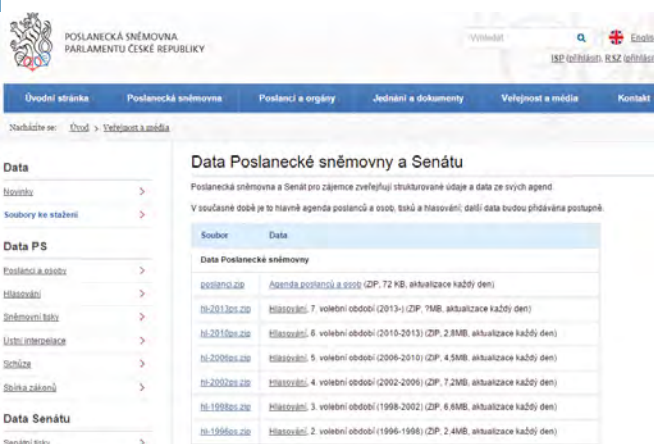 POSLANECKÁ SNĚMOVNA
PARLAMENTU ČESKÉ REPUBLIKY
Vyhledat
Englis
ISP (přihlásit), RSZ (přihlásit
Úvodní stránka Poslanecká sněmovna Poslanci a orgány Jednání a dokumenty Veřejnost a média Kontakt
Nacházíte se: Úvod > Veřejnost a média
Data
Novinky
Soubory ke stažení
Data PS
Poslanci a osoby
Hlasování
Sněmovní tisky
Ústní interpelace
Schůze
Sbírka zákonů
Data Senátu
Senátní tisky
Data Poslanecké sněmovny a Senátu
Poslanecká sněmovna a Senát pro zájemce zveřejňují strukturované údaje a data ze svých agend.
V současné době je to hlavně agenda poslanců a osob, tisků a hlasování; další data budou přidávána postupně.
Soubor Data
Data Poslanecké sněmovny
poslanci.zip Agenda poslanců a osob (ZIP, 72 KB, aktualizace každý den)
hl-2013ps.zip Hlasování, 7. volební období (2013-) (ZIP, ?MB, aktualizace každý den)
hl-2010ps.zip Hlasování, 6. volební období (2010-2013) (ZIP, 2,8MB, aktualizace každý den)
hl-2006ps.zip Hlasování, 5. volební období (2006-2010) (ZIP, 4,5MB, aktualizace každý den)
hl-2002ps.zip Hlasování, 4. volební období (2002-2006) (ZIP, 7,2MB, aktualizace každý den)
hl-1998ps.zip Hlasování, 3. volební období (1998-2002) (ZIP, 6,6MB, aktualizace každý den)
hl-1996ps.zip Hlasování, 2. volební období (1996-1998) (ZIP, 2,4MB, aktualizace každý den)